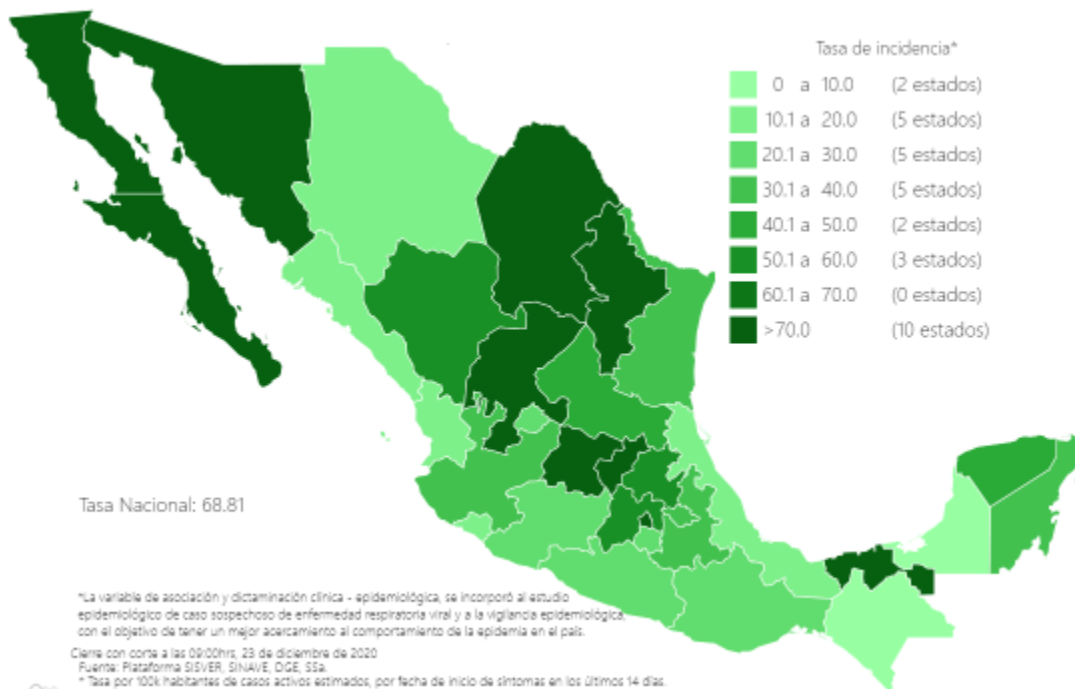 Tasa de incidencia*
0 a 10.0 (2 estados)
10.1 a 20.0 (5 estados)
20.1 a 30.0 (5 estados)
30.1 a 40.0 (5 estados)
40.1 a 50.0 (2 estados)
50.1 a 60.0 (3 estados)
60.1 a 70.0 (0 estados)
>70.0 (10 estados)
Tasa Nacional: 68.81
*La variable de asociación y dictaminación clínica - epidemiológica, se incorporó al estudio
epidemiológico de caso sospechoso de enfermedad respiratoria viral y a la vigilancia epidemiológica,
con el objetivo de tener un mejor acercamiento al comportamiento de la epidemia en el país.
Cierre con corte a las 09:00hrs, 23 de diciembre de 2020
Fuente: Plataforma SISVER, SINAVE, DGE, SSa.
* Tasa por 100k habitantes de casos activos estimados, por fecha de inicio de síntomas en los últimos 14 días.